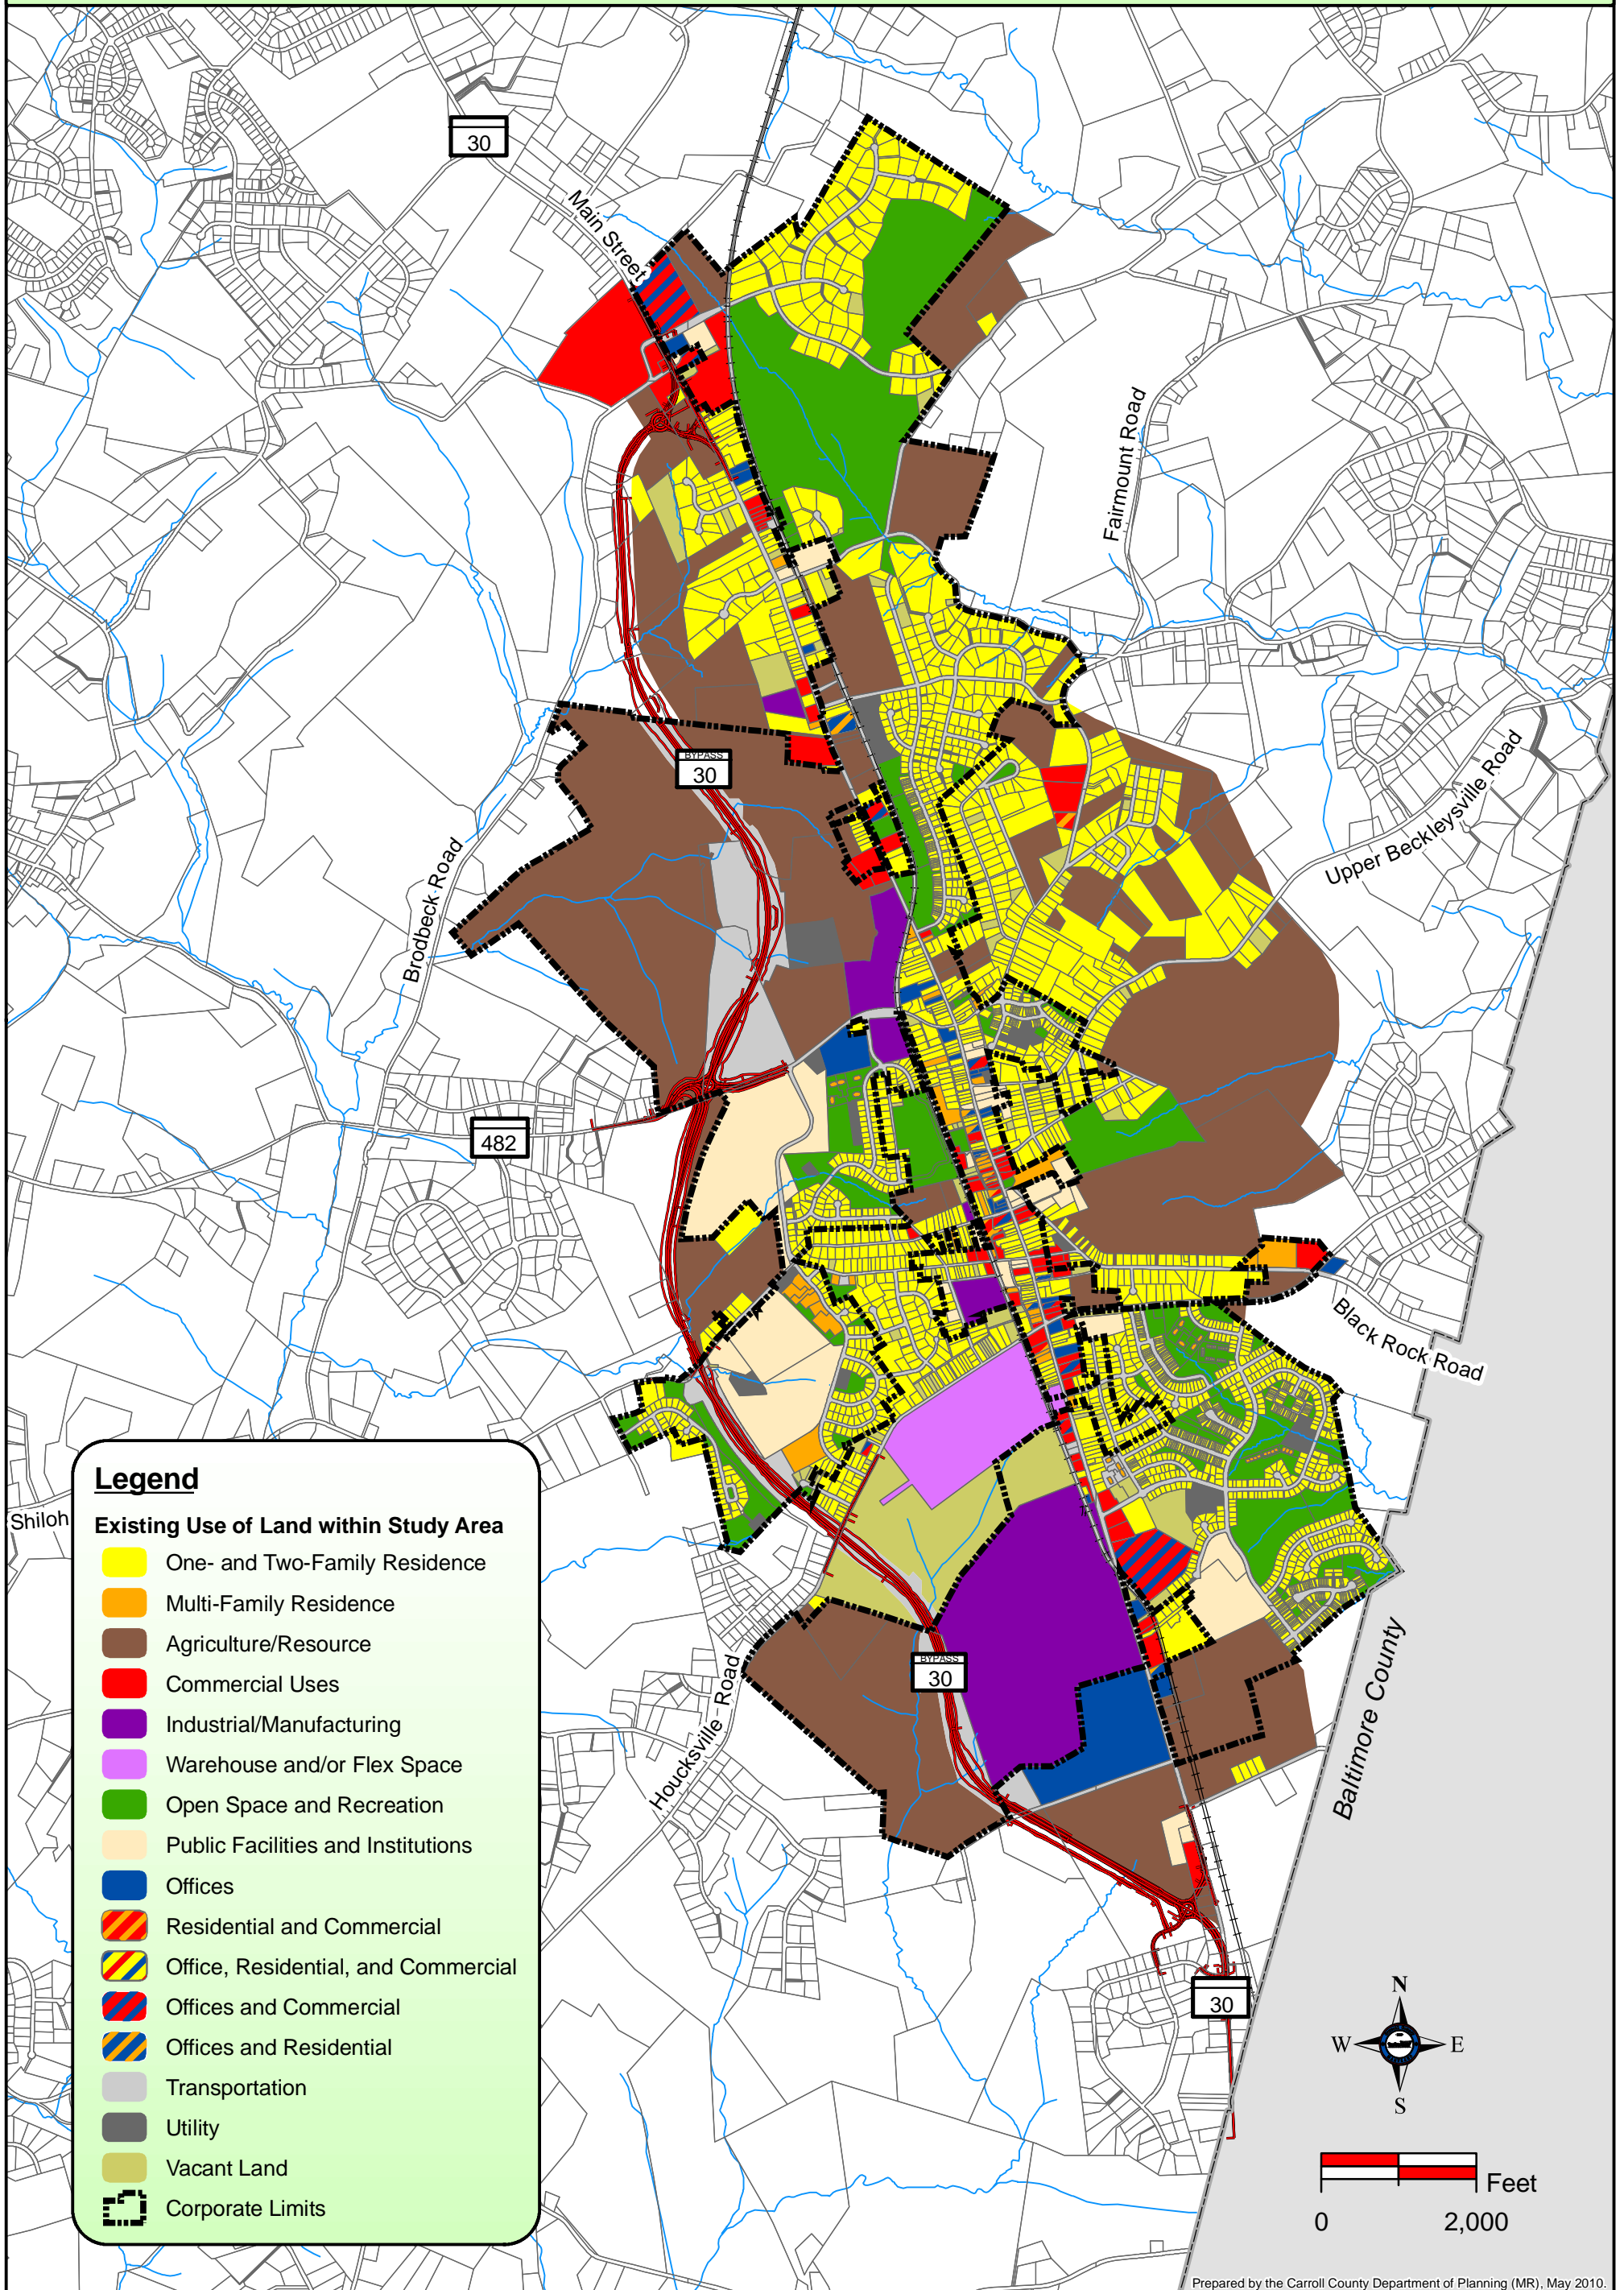 30
Main Street
Fairmount Road
BYPASS
30
Upper Beckleysville Road
Brodbeck Road
482
Black Rock Road
Shiloh
Legend
Existing Use of Land within Study Area
One- and Two-Family Residence
Multi-Family Residence
Agriculture/Resource
Commercial Uses
Industrial/Manufacturing
Warehouse and/or Flex Space
Open Space and Recreation
Public Facilities and Institutions
Offices
Residential and Commercial
Office, Residential, and Commercial
Offices and Commercial
Offices and Residential
Transportation
Utility
Vacant Land
Corporate Limits
BYPASS
30
Houcksville Road
Baltimore County
30
N
W
E
S
Feet
0
2,000
Prepared by the Carroll County Department of Planning (MR), May 2010.